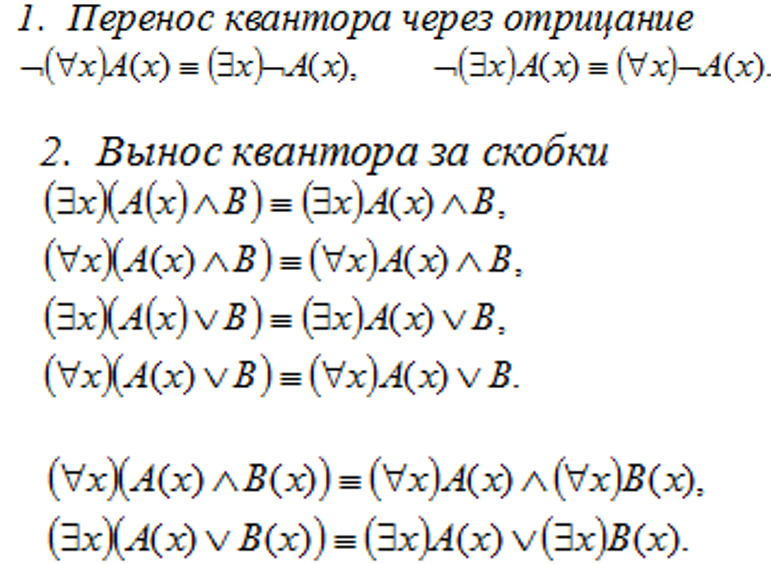 1. Перенос квантора через отрицание
¬(∀x)A(x) ≡ (∃x)¬A(x),    ¬(∃x)A(x) ≡ (∀x)¬A(x).
2. Вынос квантора за скобки
(∃x)(A(x) ∧ B) ≡ (∃x)A(x) ∧ B,
(∀x)(A(x) ∧ B) ≡ (∀x)A(x) ∧ B,
(∃x)(A(x) ∨ B) ≡ (∃x)A(x) ∨ B,
(∀x)(A(x) ∨ B) ≡ (∀x)A(x) ∨ B.
(∀x)(A(x) ∧ B(x)) ≡ (∀x)A(x) ∧ (∀x)B(x),
(∃x)(A(x) ∨ B(x)) ≡ (∃x)A(x) ∨ (∃x)B(x).